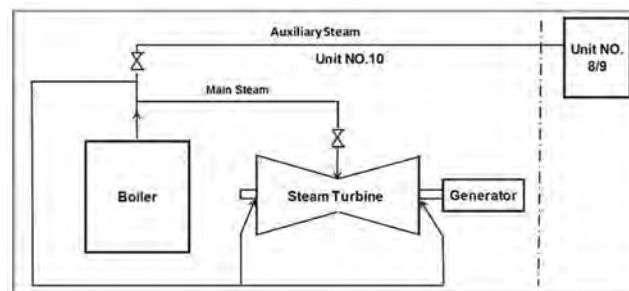 Auxiliary Steam
Unit NO.10
Unit NO.
8/9
Main Steam
Boiler
Steam Turbine
Generator